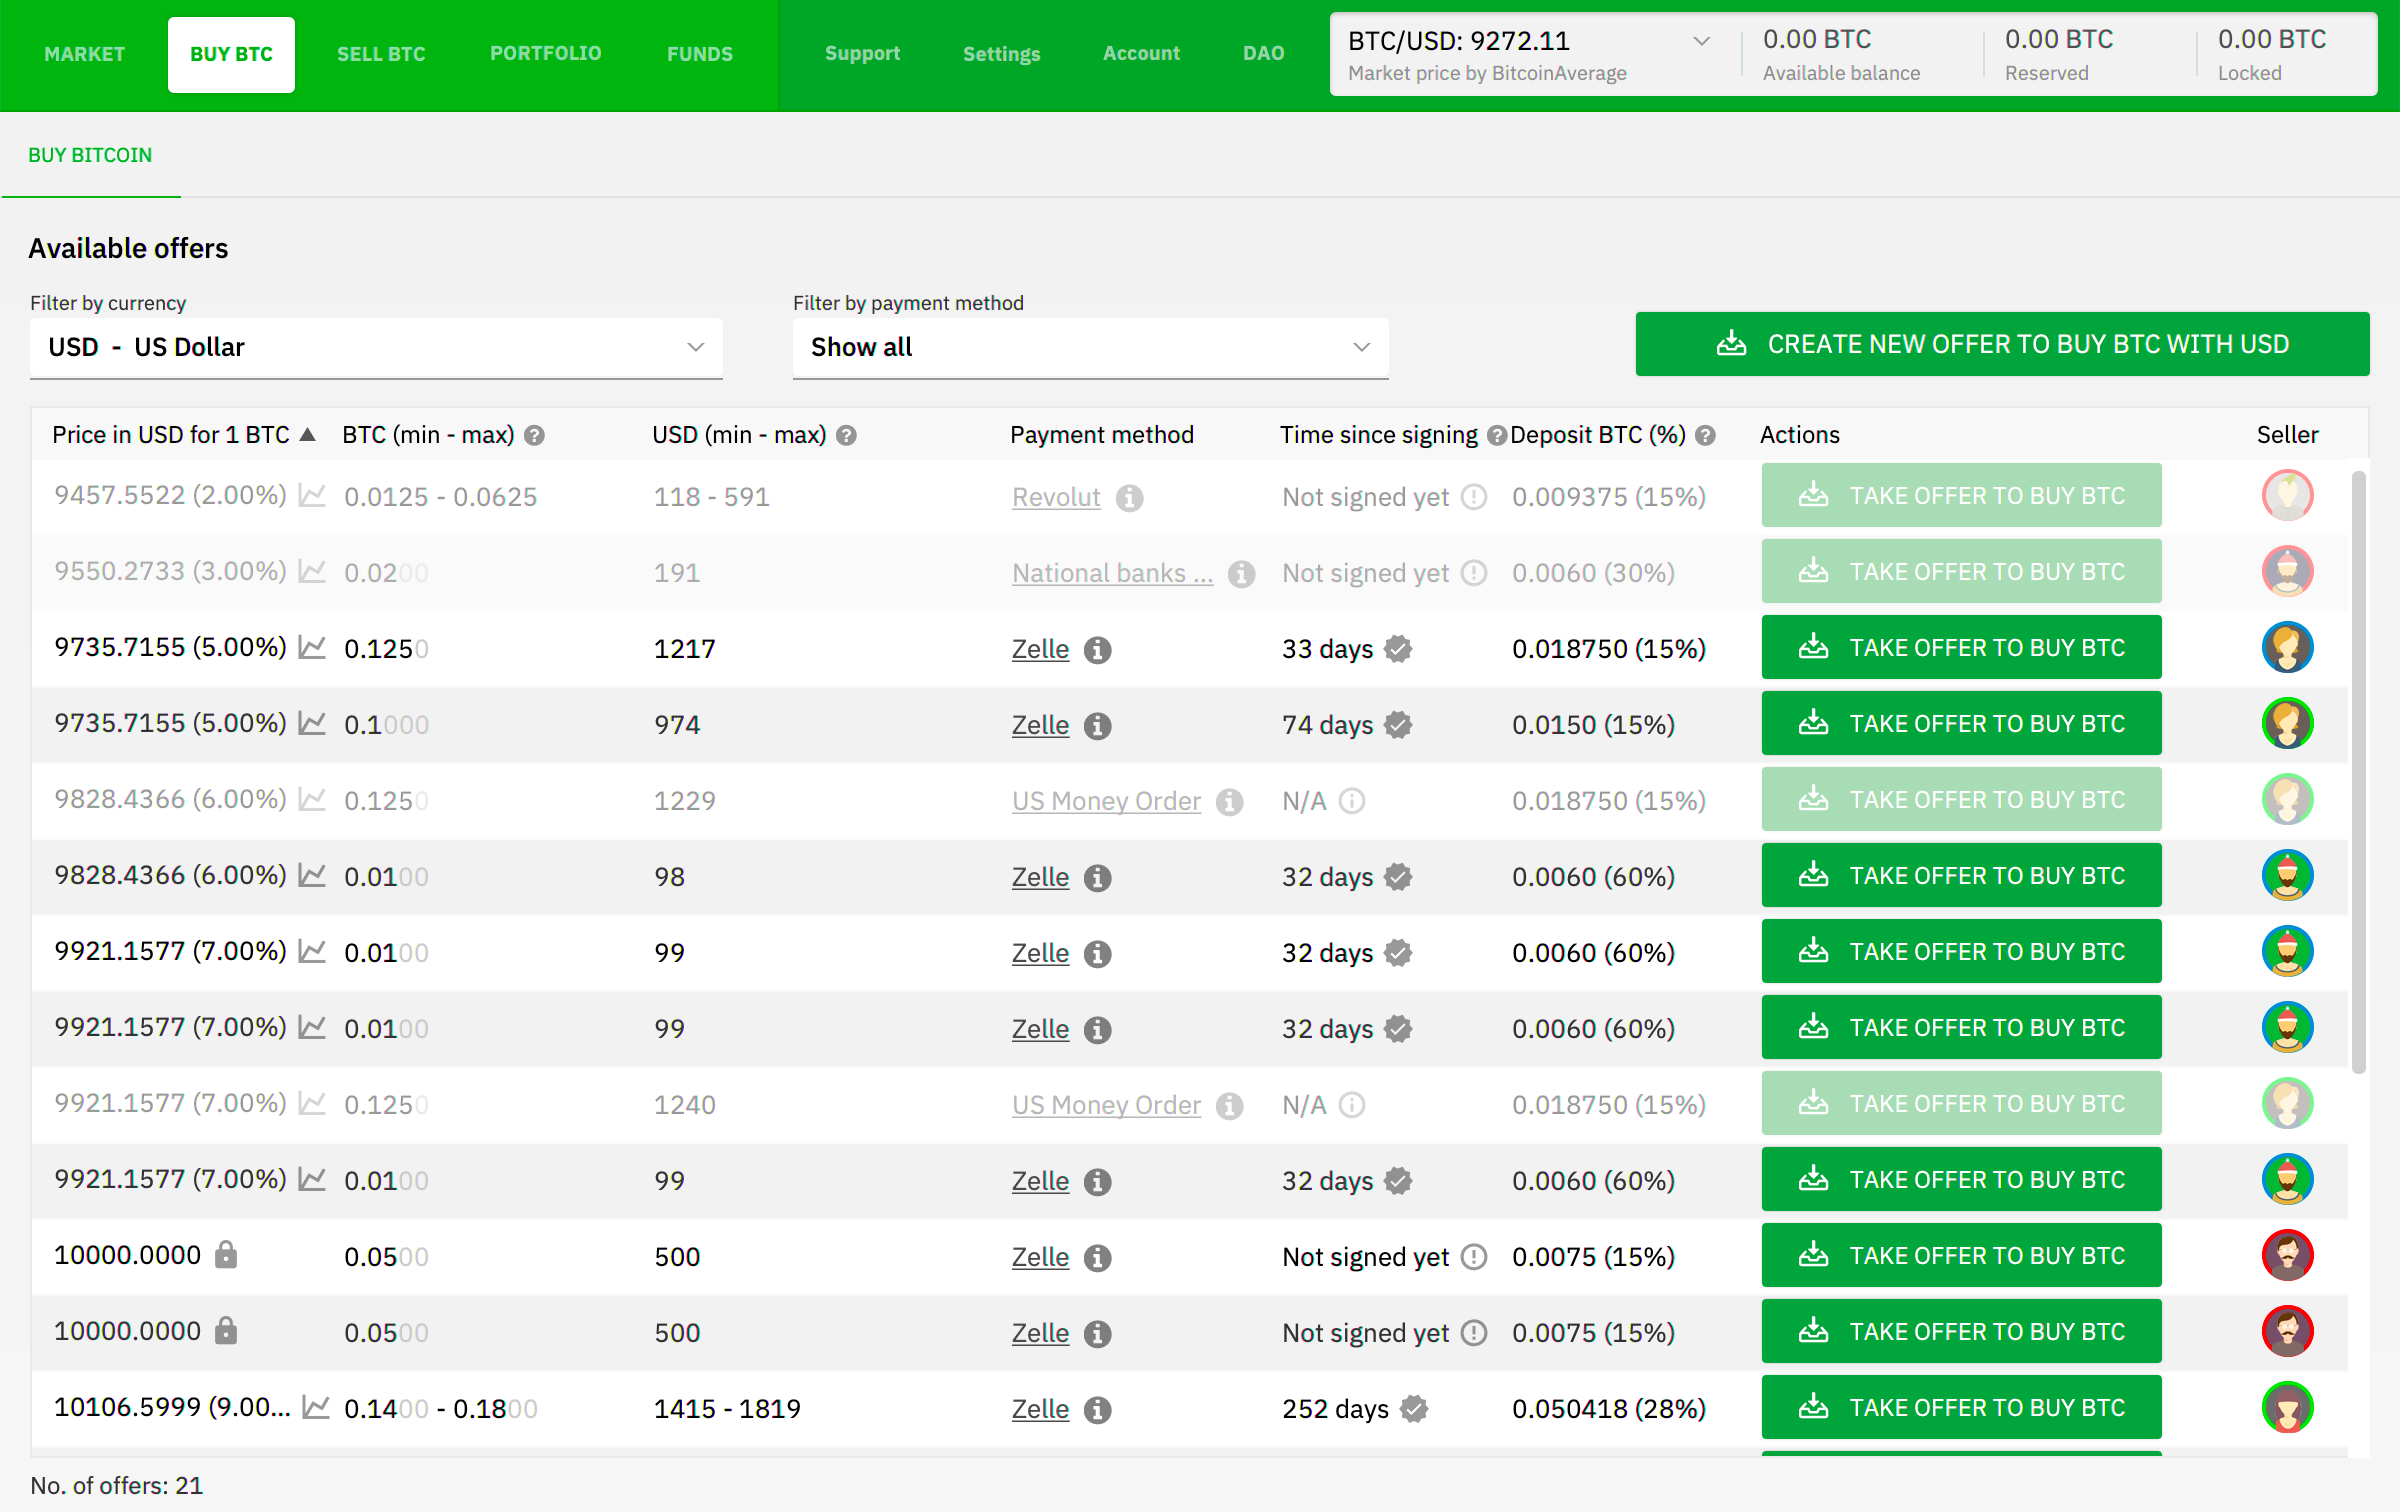 MARKET BUY BTC SELL BTC PORTFOLIO FUNDS Support Settings Account DAO BTC/USD: 9272.11 0.00 BTC 0.00 BTC 0.00 BTC
Market price by BitcoinAverage Available balance Reserved Locked
BUY BITCOIN
Available offers
Filter by currency Filter by payment method
USD - US Dollar Show all CREATE NEW OFFER TO BUY BTC WITH USD
Price in USD for 1 BTC BTC (min - max) USD (min - max) Payment method Time since signing Deposit BTC (%) Actions Seller
9457.5522 (2.00%) 0.0125 - 0.0625 118 - 591 Revolut Not signed yet 0.009375 (15%) TAKE OFFER TO BUY BTC
9550.2733 (3.00%) 0.0200 191 National banks ... Not signed yet 0.0060 (30%) TAKE OFFER TO BUY BTC
9735.7155 (5.00%) 0.1250 1217 Zelle 33 days 0.018750 (15%) TAKE OFFER TO BUY BTC
9735.7155 (5.00%) 0.1000 974 Zelle 74 days 0.0150 (15%) TAKE OFFER TO BUY BTC
9828.4366 (6.00%) 0.1250 1229 US Money Order N/A 0.018750 (15%) TAKE OFFER TO BUY BTC
9828.4366 (6.00%) 0.0100 98 Zelle 32 days 0.0060 (60%) TAKE OFFER TO BUY BTC
9921.1577 (7.00%) 0.0100 99 Zelle 32 days 0.0060 (60%) TAKE OFFER TO BUY BTC
9921.1577 (7.00%) 0.0100 99 Zelle 32 days 0.0060 (60%) TAKE OFFER TO BUY BTC
9921.1577 (7.00%) 0.1250 1240 US Money Order N/A 0.018750 (15%) TAKE OFFER TO BUY BTC
9921.1577 (7.00%) 0.0100 99 Zelle 32 days 0.0060 (60%) TAKE OFFER TO BUY BTC
10000.0000 0.0500 500 Zelle Not signed yet 0.0075 (15%) TAKE OFFER TO BUY BTC
10000.0000 0.0500 500 Zelle Not signed yet 0.0075 (15%) TAKE OFFER TO BUY BTC
10106.5999 (9.00... 0.1400 - 0.1800 1415 - 1819 Zelle 252 days 0.050418 (28%) TAKE OFFER TO BUY BTC
No. of offers: 21